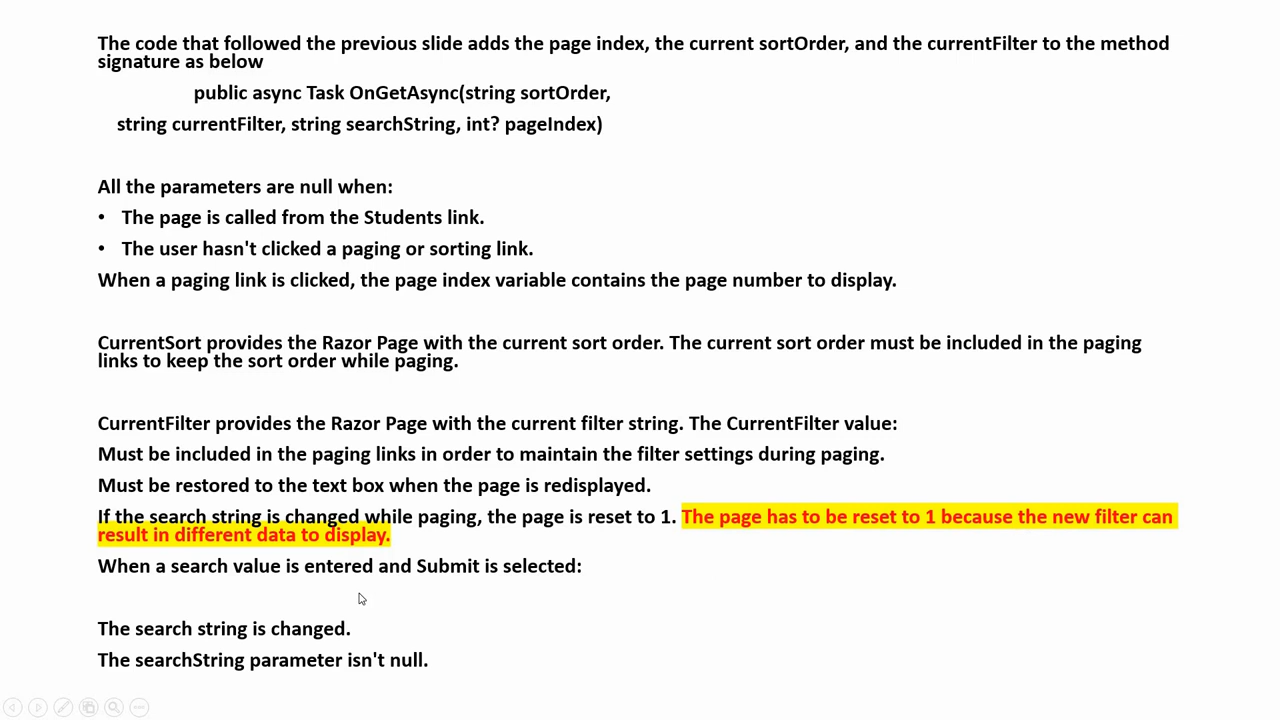 The code that followed the previous slide adds the page index, the current sortOrder, and the currentFilter to the method
signature as below
public async Task OnGetAsync(string sortOrder,
string currentFilter, string searchString, int? pageIndex)
All the parameters are null when:
• The page is called from the Students link.
• The user hasn't clicked a paging or sorting link.
When a paging link is clicked, the page index variable contains the page number to display.
CurrentSort provides the Razor Page with the current sort order. The current sort order must be included in the paging
links to keep the sort order while paging.
CurrentFilter provides the Razor Page with the current filter string. The CurrentFilter value:
Must be included in the paging links in order to maintain the filter settings during paging.
Must be restored to the text box when the page is redisplayed.
If the search string is changed while paging, the page is reset to 1. The page has to be reset to 1 because the new filter can
result in different data to display.
When a search value is entered and Submit is selected:
The search string is changed.
The searchString parameter isn't null.